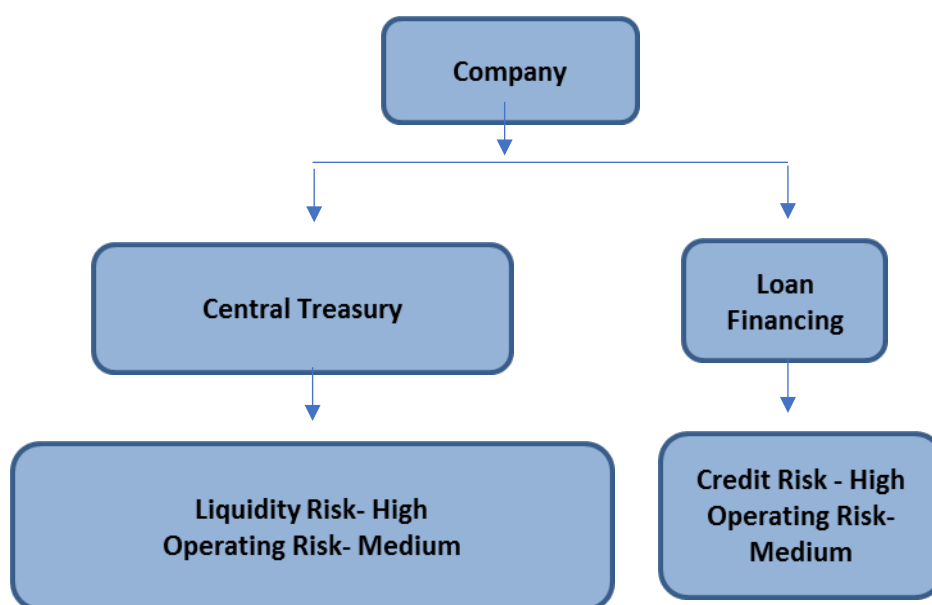 Company
Central Treasury
Loan
Financing
Liquidity Risk- High
Operating Risk- Medium
Credit Risk - High
Operating Risk-
Medium